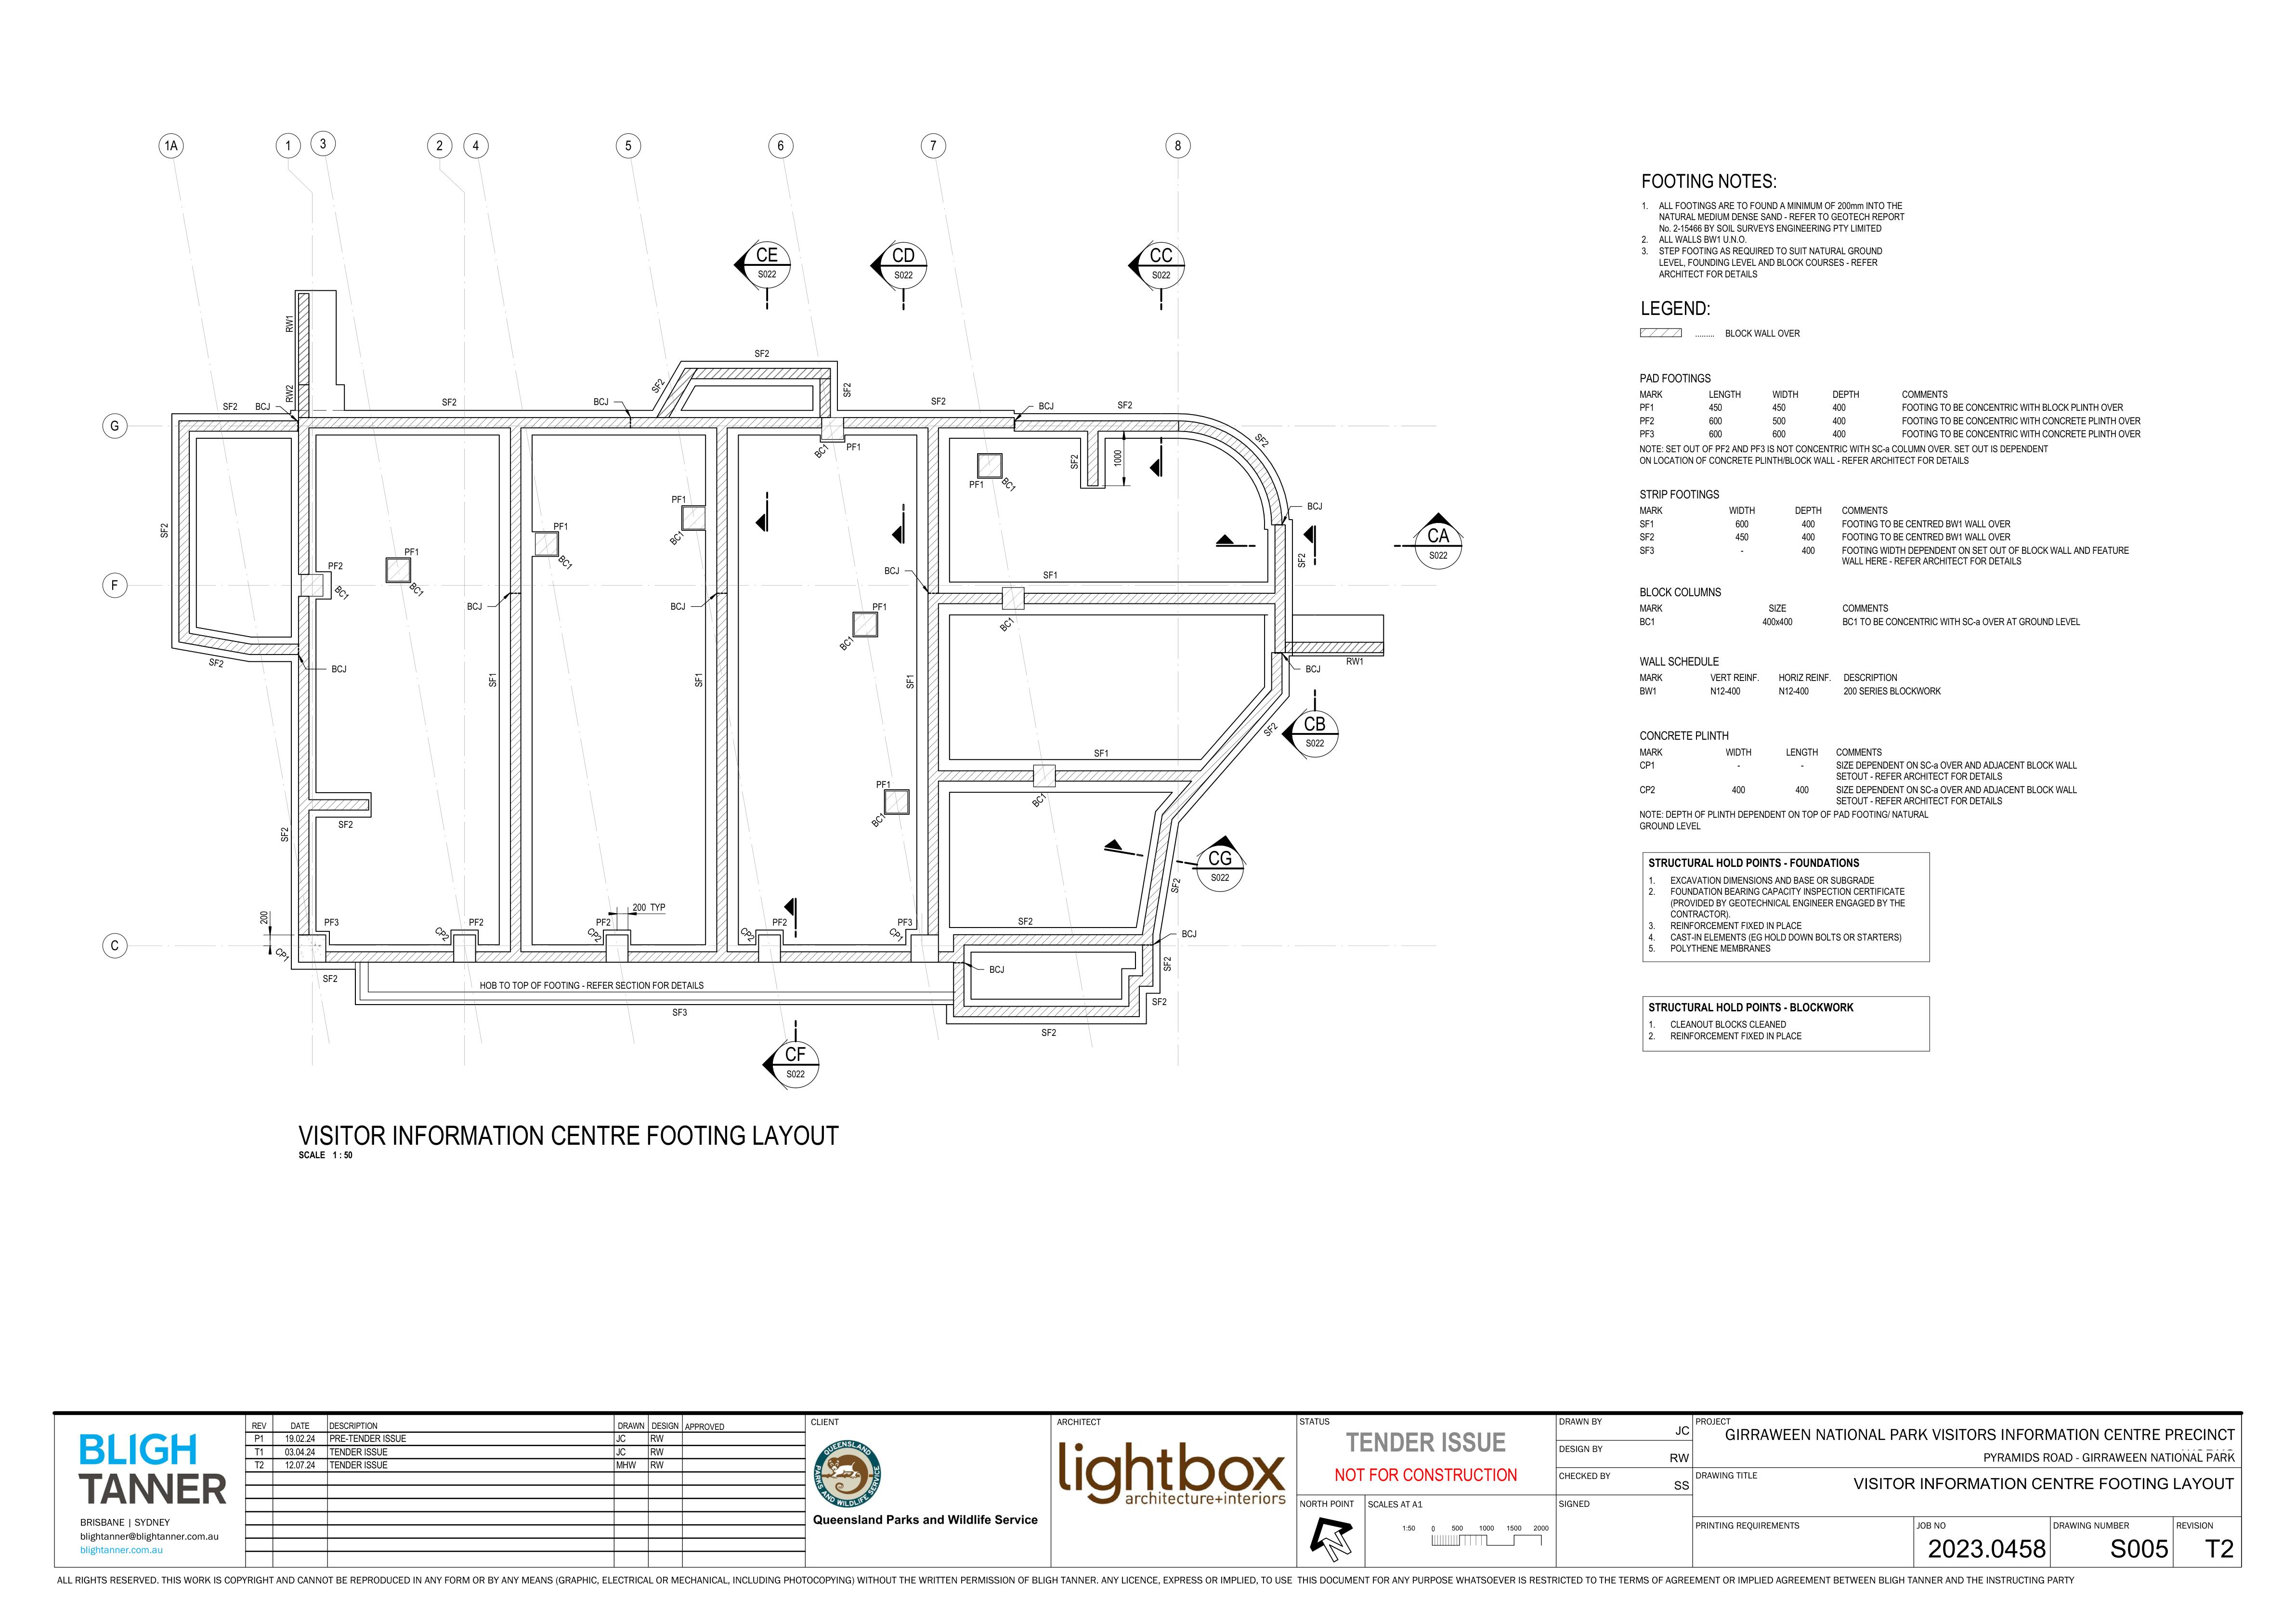 1A
1
3
2
4
5
6
7
8
CE
S022
CD
S022
CC
S022
RW1
RW2
SF2
SF2
SF2
SF2
BCJ
SF2
BCJ
SF2
BCJ
SF2
SF2
G
BC1
PF1
SF2
1000
PF1
BC1
BCJ
PF1
BC1
SF2
PF1
BC1
SF2
CA
S022
PF1
BC1
PF2
BC1
BCJ
SF1
F
BCJ
BCJ
PF1
BC1
BC1
SF2
BCJ
RW1
BCJ
SF1
SF1
SF1
SF2
CB
S022
SF1
PF1
BC1
BC1
SF2
SF2
CG
S022
SF2
200
PF3
PF2
PF2
200 TYP
PF2
PF3
SF2
C
CP1
CP2
CP2
CP2
CP1
BCJ
SF2
BCJ
SF2
HOB TO TOP OF FOOTING - REFER SECTION FOR DETAILS
SF3
SF2
SF2
CF
S022
VISITOR INFORMATION CENTRE FOOTING LAYOUT
SCALE 1 : 50
FOOTING NOTES:
1. ALL FOOTINGS ARE TO FOUND A MINIMUM OF 200mm INTO THE
NATURAL MEDIUM DENSE SAND - REFER TO GEOTECH REPORT
No. 2-15466 BY SOIL SURVEYS ENGINEERING PTY LIMITED
2. ALL WALLS BW1 U.N.O.
3. STEP FOOTING AS REQUIRED TO SUIT NATURAL GROUND
LEVEL, FOUNDING LEVEL AND BLOCK COURSES - REFER
ARCHITECT FOR DETAILS
LEGEND:
......... BLOCK WALL OVER
PAD FOOTINGS
MARK LENGTH WIDTH DEPTH COMMENTS
PF1 450 450 400 FOOTING TO BE CONCENTRIC WITH BLOCK PLINTH OVER
PF2 600 500 400 FOOTING TO BE CONCENTRIC WITH CONCRETE PLINTH OVER
PF3 600 600 400 FOOTING TO BE CONCENTRIC WITH CONCRETE PLINTH OVER
NOTE: SET OUT OF PF2 AND PF3 IS NOT CONCENTRIC WITH SC-a COLUMN OVER. SET OUT IS DEPENDENT
ON LOCATION OF CONCRETE PLINTH/BLOCK WALL - REFER ARCHITECT FOR DETAILS
STRIP FOOTINGS
MARK WIDTH DEPTH COMMENTS
SF1 600 400 FOOTING TO BE CENTRED BW1 WALL OVER
SF2 450 400 FOOTING TO BE CENTRED BW1 WALL OVER
SF3 - 400 FOOTING WIDTH DEPENDENT ON SET OUT OF BLOCK WALL AND FEATURE
WALL HERE - REFER ARCHITECT FOR DETAILS
BLOCK COLUMNS
MARK SIZE COMMENTS
BC1 400x400 BC1 TO BE CONCENTRIC WITH SC-a OVER AT GROUND LEVEL
WALL SCHEDULE
MARK VERT REINF. HORIZ REINF. DESCRIPTION
BW1 N12-400 N12-400 200 SERIES BLOCKWORK
CONCRETE PLINTH
MARK WIDTH LENGTH COMMENTS
CP1 - - SIZE DEPENDENT ON SC-a OVER AND ADJACENT BLOCK WALL
SETOUT - REFER ARCHITECT FOR DETAILS
CP2 400 400 SIZE DEPENDENT ON SC-a OVER AND ADJACENT BLOCK WALL
SETOUT - REFER ARCHITECT FOR DETAILS
NOTE: DEPTH OF PLINTH DEPENDENT ON TOP OF PAD FOOTING/ NATURAL
GROUND LEVEL
STRUCTURAL HOLD POINTS - FOUNDATIONS
1. EXCAVATION DIMENSIONS AND BASE OR SUBGRADE
2. FOUNDATION BEARING CAPACITY INSPECTION CERTIFICATE
(PROVIDED BY GEOTECHNICAL ENGINEER ENGAGED BY THE
CONTRACTOR).
3. REINFORCEMENT FIXED IN PLACE
4. CAST-IN ELEMENTS (EG HOLD DOWN BOLTS OR STARTERS)
5. POLYTHENE MEMBRANES
STRUCTURAL HOLD POINTS - BLOCKWORK
1. CLEANOUT BLOCKS CLEANED
2. REINFORCEMENT FIXED IN PLACE
BLIGH
TANNER
BRISBANE | SYDNEY
blightanner@blightanner.com.au
blightanner.com.au
REV DATE DESCRIPTION DRAWN DESIGN APPROVED
P1 19.02.24 PRE-TENDER ISSUE JC RW
T1 03.04.24 TENDER ISSUE JC RW
T2 12.07.24 TENDER ISSUE MHW RW
CLIENT
QUEENSLAND
PARKS AND WILDLIFE SERVICE
Queensland Parks and Wildlife Service
ARCHITECT
lightbox
architecture+interiors
STATUS
TENDER ISSUE
NOT FOR CONSTRUCTION
NORTH POINT
N
SCALES AT A1
1:50 0 500 1000 1500 2000
DRAWN BY
JC
DESIGN BY
RW
CHECKED BY
SS
SIGNED
PROJECT
GIRRAWEEN NATIONAL PARK VISITORS INFORMATION CENTRE PRECINCT
PYRAMIDS ROAD - GIRRAWEEN NATIONAL PARK
DRAWING TITLE
VISITOR INFORMATION CENTRE FOOTING LAYOUT
PRINTING REQUIREMENTS
JOB NO
2023.0458
DRAWING NUMBER
S005
REVISION
T2
ALL RIGHTS RESERVED. THIS WORK IS COPYRIGHT AND CANNOT BE REPRODUCED IN ANY FORM OR BY ANY MEANS (GRAPHIC, ELECTRICAL OR MECHANICAL, INCLUDING PHOTOCOPYING) WITHOUT THE WRITTEN PERMISSION OF BLIGH TANNER. ANY LICENCE, EXPRESS OR IMPLIED, TO USE THIS DOCUMENT FOR ANY PURPOSE WHATSOEVER IS RESTRICTED TO THE TERMS OF AGREEMENT OR IMPLIED AGREEMENT BETWEEN BLIGH TANNER AND THE INSTRUCTING PARTY